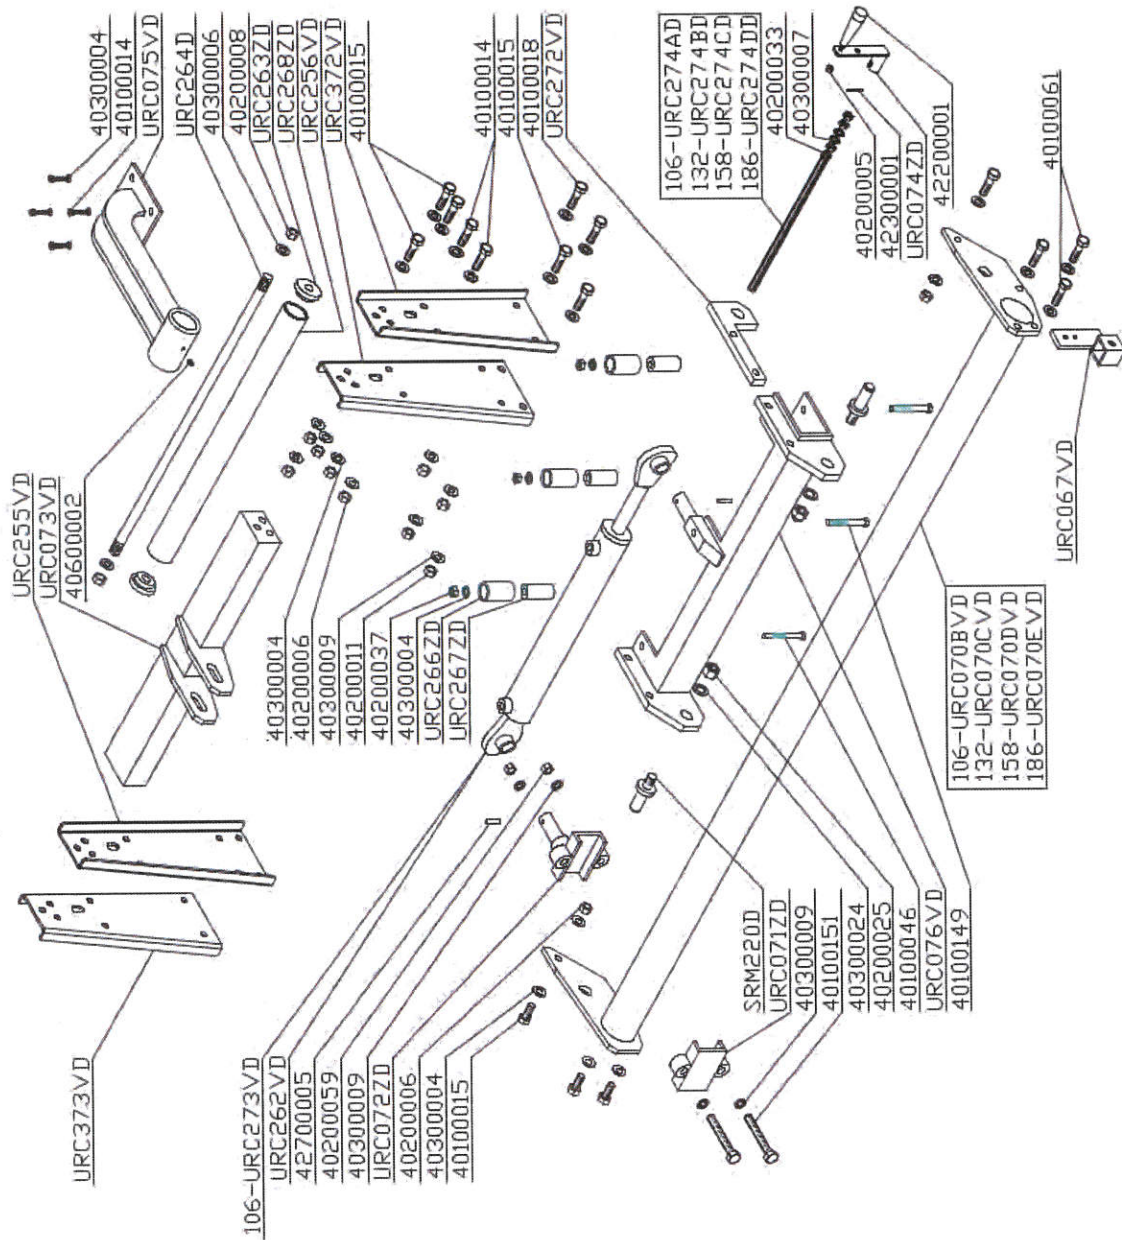 40300004
40100014
URC075VD
URC264D
40300006
40200008
URC263ZD
URC268ZD
URC256VD
URC372VD
40100015
40100014
40100015
40100018
URC272VD
106-URC274AD
132-URC274BD
158-URC274CD
186-URC274DD
40200033
40300007
40200005
42300001
URC074ZD
42200001
40100061
URC255VD
URC073VD
40600002
40300004
40200006
40300009
40200011
40200037
40300004
URC266ZD
URC267ZD
URC067VD
106-URC070BVD
132-URC070CVD
158-URC070DVD
186-URC070EVD
URC373VD
106-URC273VD
URC262VD
42700005
40200059
40300009
URC072ZD
40200006
40300004
40100015
SRM220D
URC071ZD
40300009
40100151
40300024
40200025
40100046
URC076VD
40100149